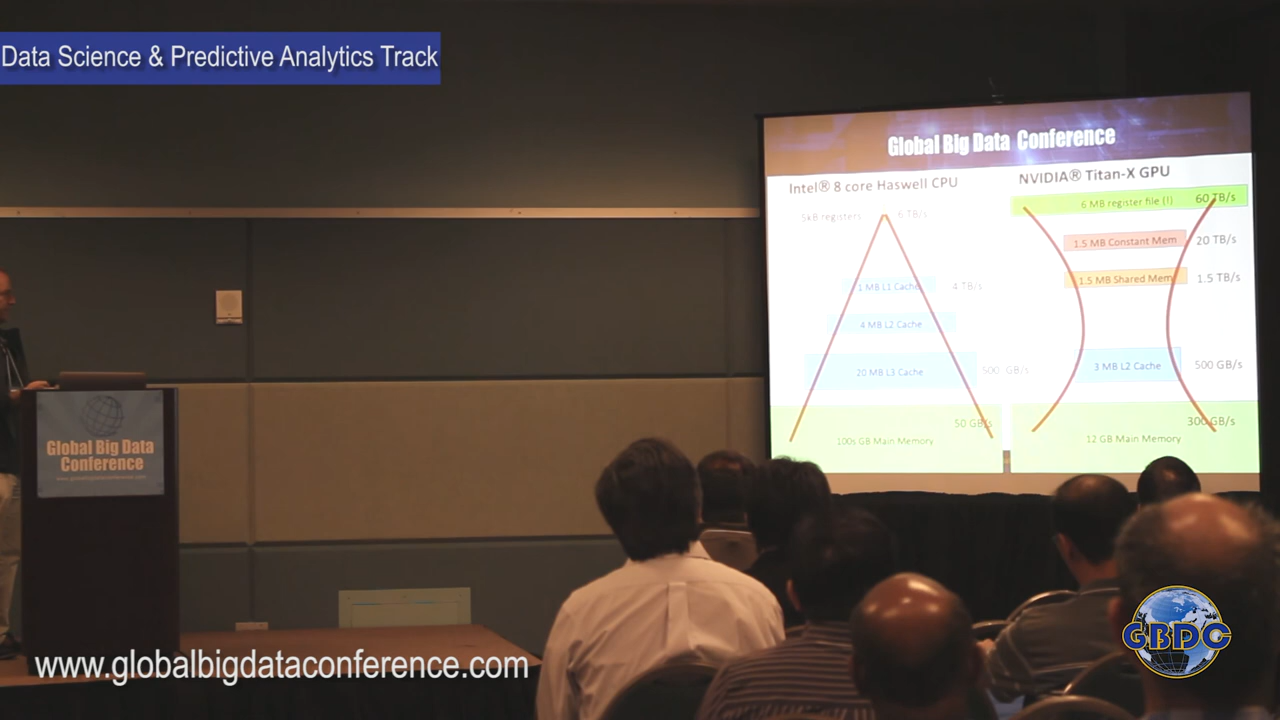 Data Science & Predictive Analytics Track
Global Big Data Conference
Intel® 8 core Haswell CPU
5kB registers 6 TB/s
1 MB L1 Cache 4 TB/s
4 MB L2 Cache
20 MB L3 Cache 500 GB/s
50 GB/s
100s GB Main Memory
NVIDIA® Titan-X GPU
6 MB register file (!) 60 TB/s
1.5 MB Constant Mem 20 TB/s
1.5 MB Shared Mem 1.5 TB/s
3 MB L2 Cache 500 GB/s
300 GB/s
12 GB Main Memory
Global Big Data
Conference
www.globalbigdataconference.com
GBDC
www.globalbigdataconference.com